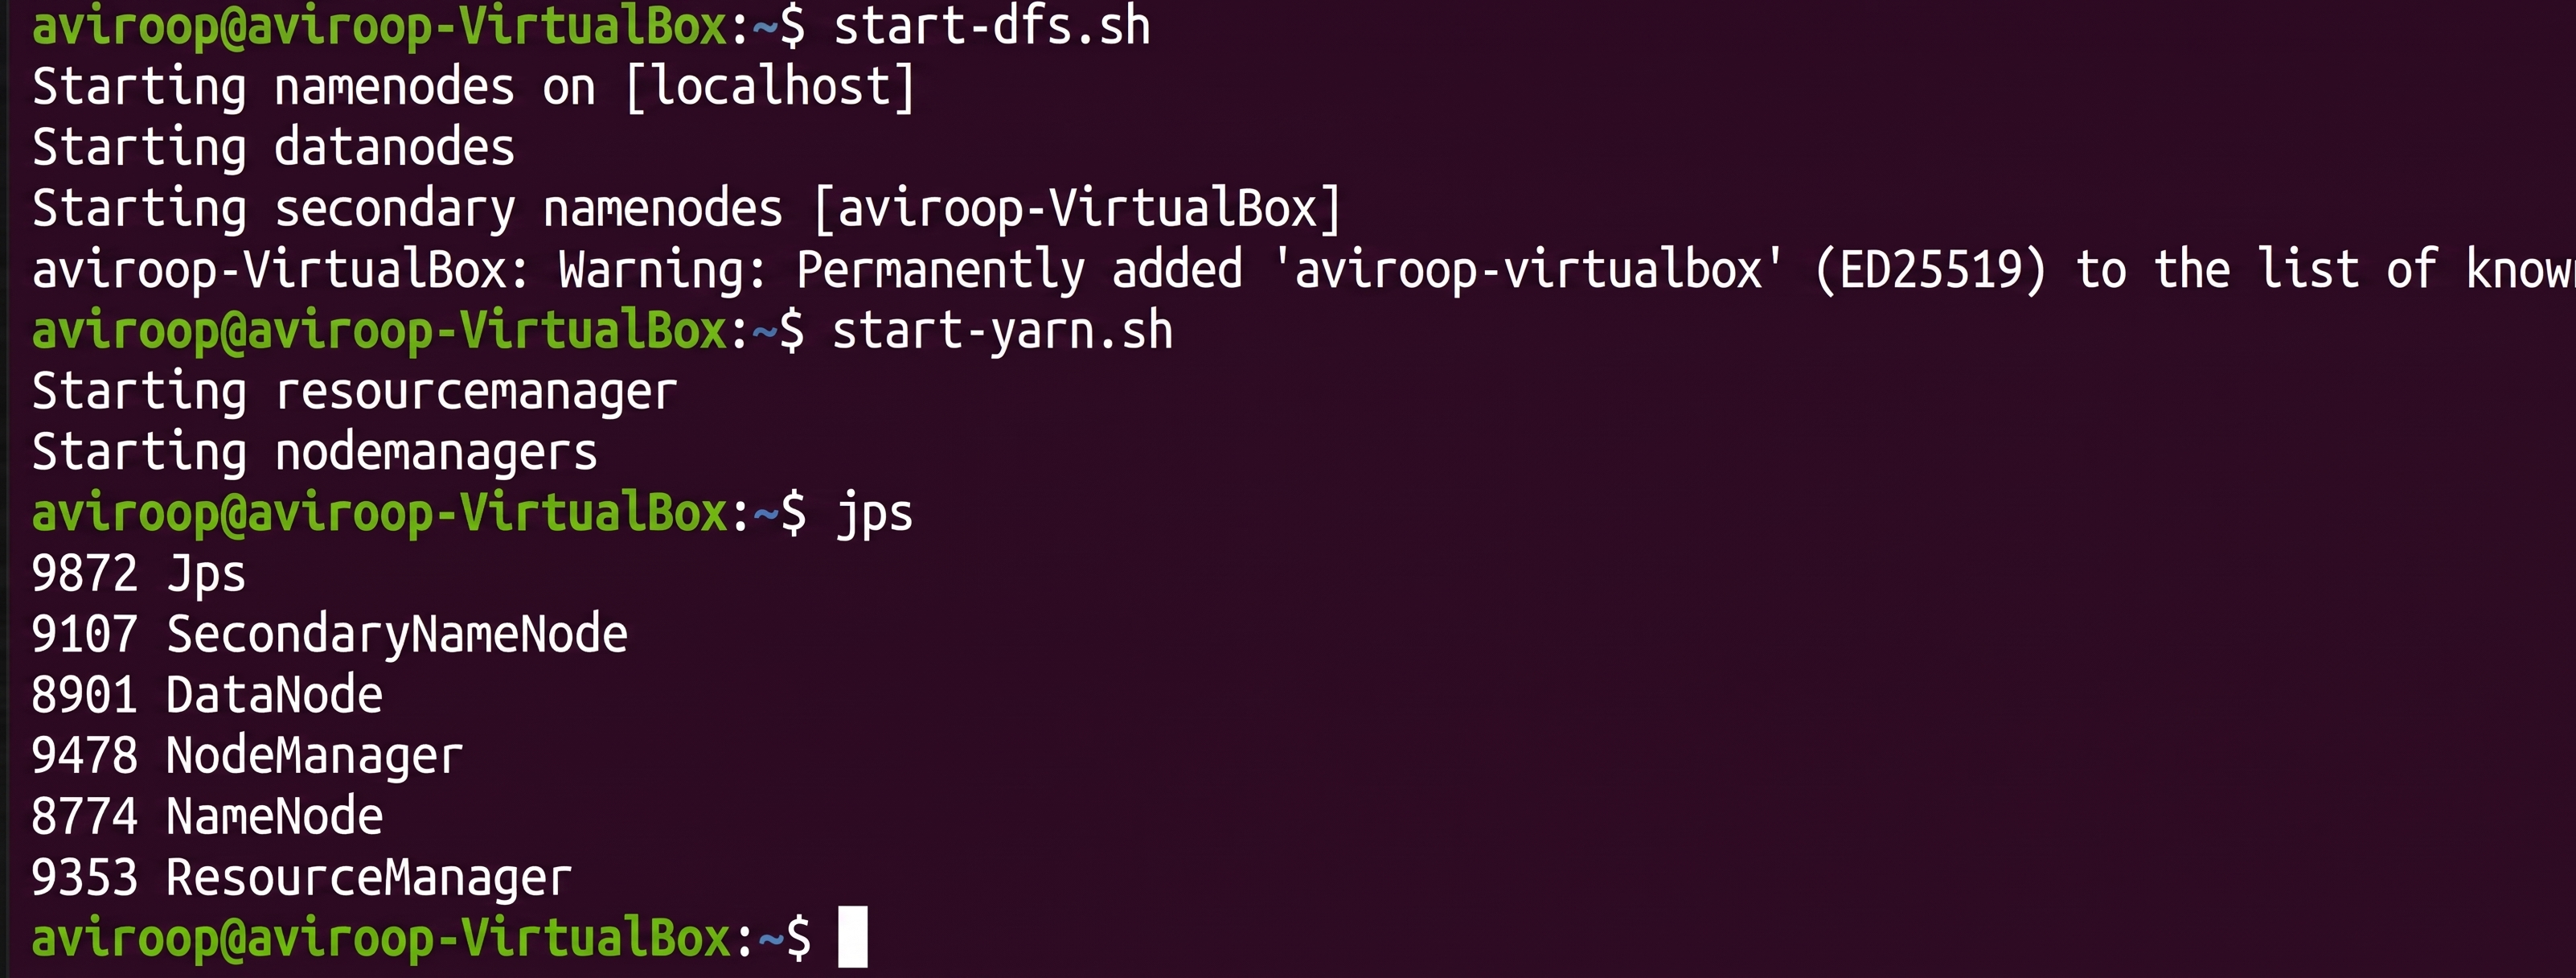 aviroop@aviroop-VirtualBox:~$ start-dfs.sh
Starting namenodes on [localhost]
Starting datanodes
Starting secondary namenodes [aviroop-VirtualBox]
aviroop-VirtualBox: Warning: Permanently added 'aviroop-virtualbox' (ED25519) to the list of known
aviroop@aviroop-VirtualBox:~$ start-yarn.sh
Starting resourcemanager
Starting nodemanagers
aviroop@aviroop-VirtualBox:~$ jps
9872 Jps
9107 SecondaryNameNode
8901 DataNode
9478 NodeManager
8774 NameNode
9353 ResourceManager
aviroop@aviroop-VirtualBox:~$